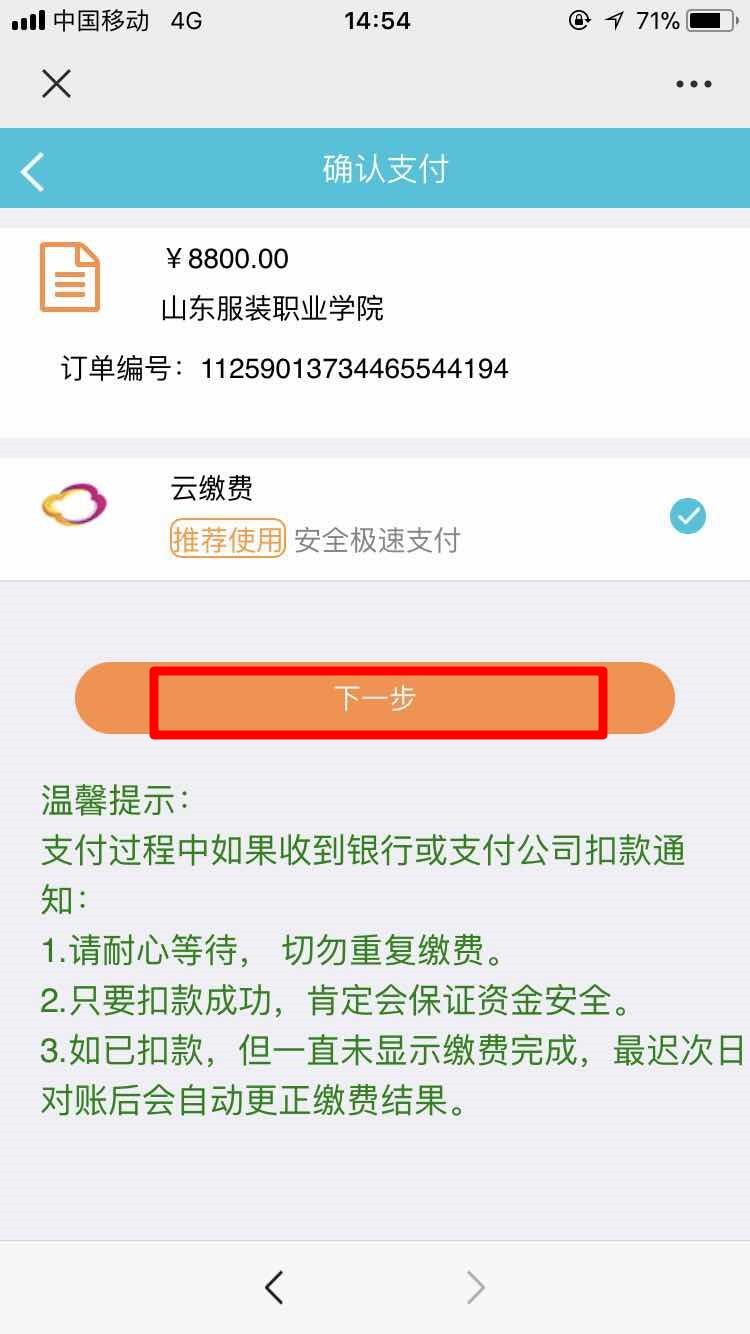 中国移动 4G 14:54 71%
确认支付
￥8800.00
山东服装职业学院
订单编号：11259013734465544194
云缴费
推荐使用 安全极速支付
下一步
温馨提示：
支付过程中如果收到银行或支付公司扣款通
知：
1.请耐心等待， 切勿重复缴费。
2.只要扣款成功，肯定会保证资金安全。
3.如已扣款，但一直未显示缴费完成，最迟次日
对账后会自动更正缴费结果。